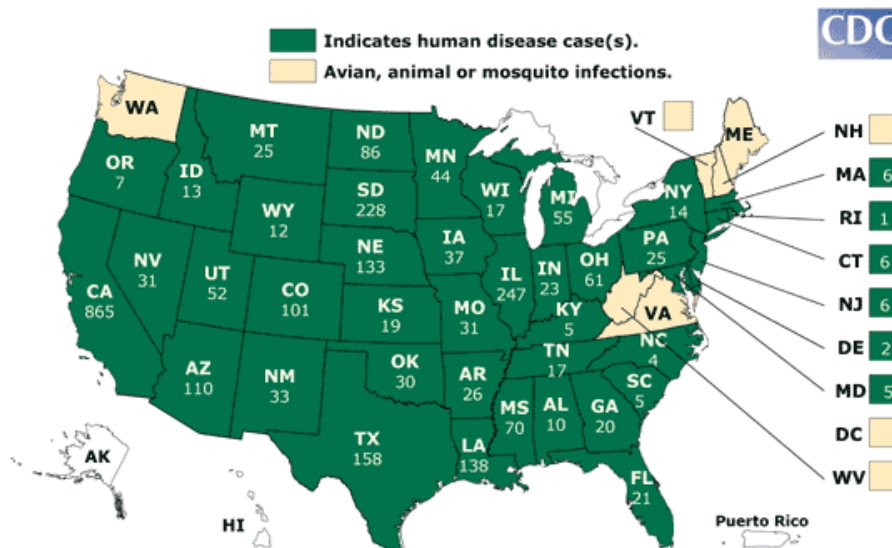 CDC
Indicates human disease case(s).
Avian, animal or mosquito infections.
WA
MT
25
ND
86
MN
44
VT
ME
NH
OR
7
ID
13
SD
228
WI
17
MI
55
NY
14
MA
6
WY
12
RI
1
NV
31
NE
133
IA
37
PA
25
CT
6
UT
52
CO
101
IL
247
IN
23
OH
61
NJ
6
CA
865
KS
19
MO
31
KY
5
VA
DE
2
AZ
110
NM
33
OK
30
AR
26
TN
17
NC
4
MD
5
SC
5
MS
70
AL
10
GA
20
DC
TX
158
LA
138
AK
FL
21
WV
HI
Puerto Rico